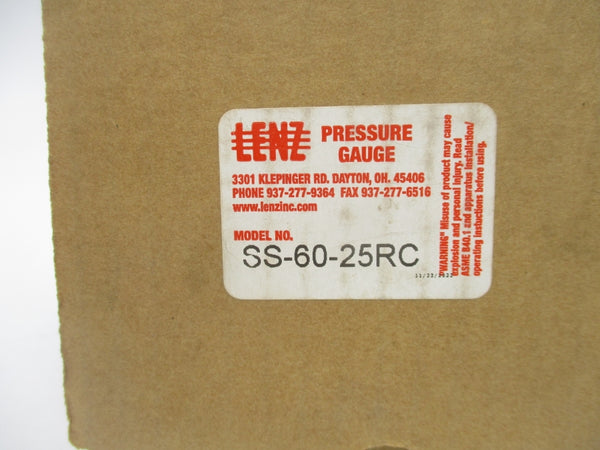 LENZ PRESSURE
GAUGE
3301 KLEPINGER RD. DAYTON, OH. 45406
PHONE 937-277-9364 FAX 937-277-6516
www.lenzinc.com
MODEL NO.
SS-60-25RC
"WARNING" Misuse of product may cause
explosion and personal injury. Read
ASME B40.1 and apparatus installation/
operating instuctions before using.